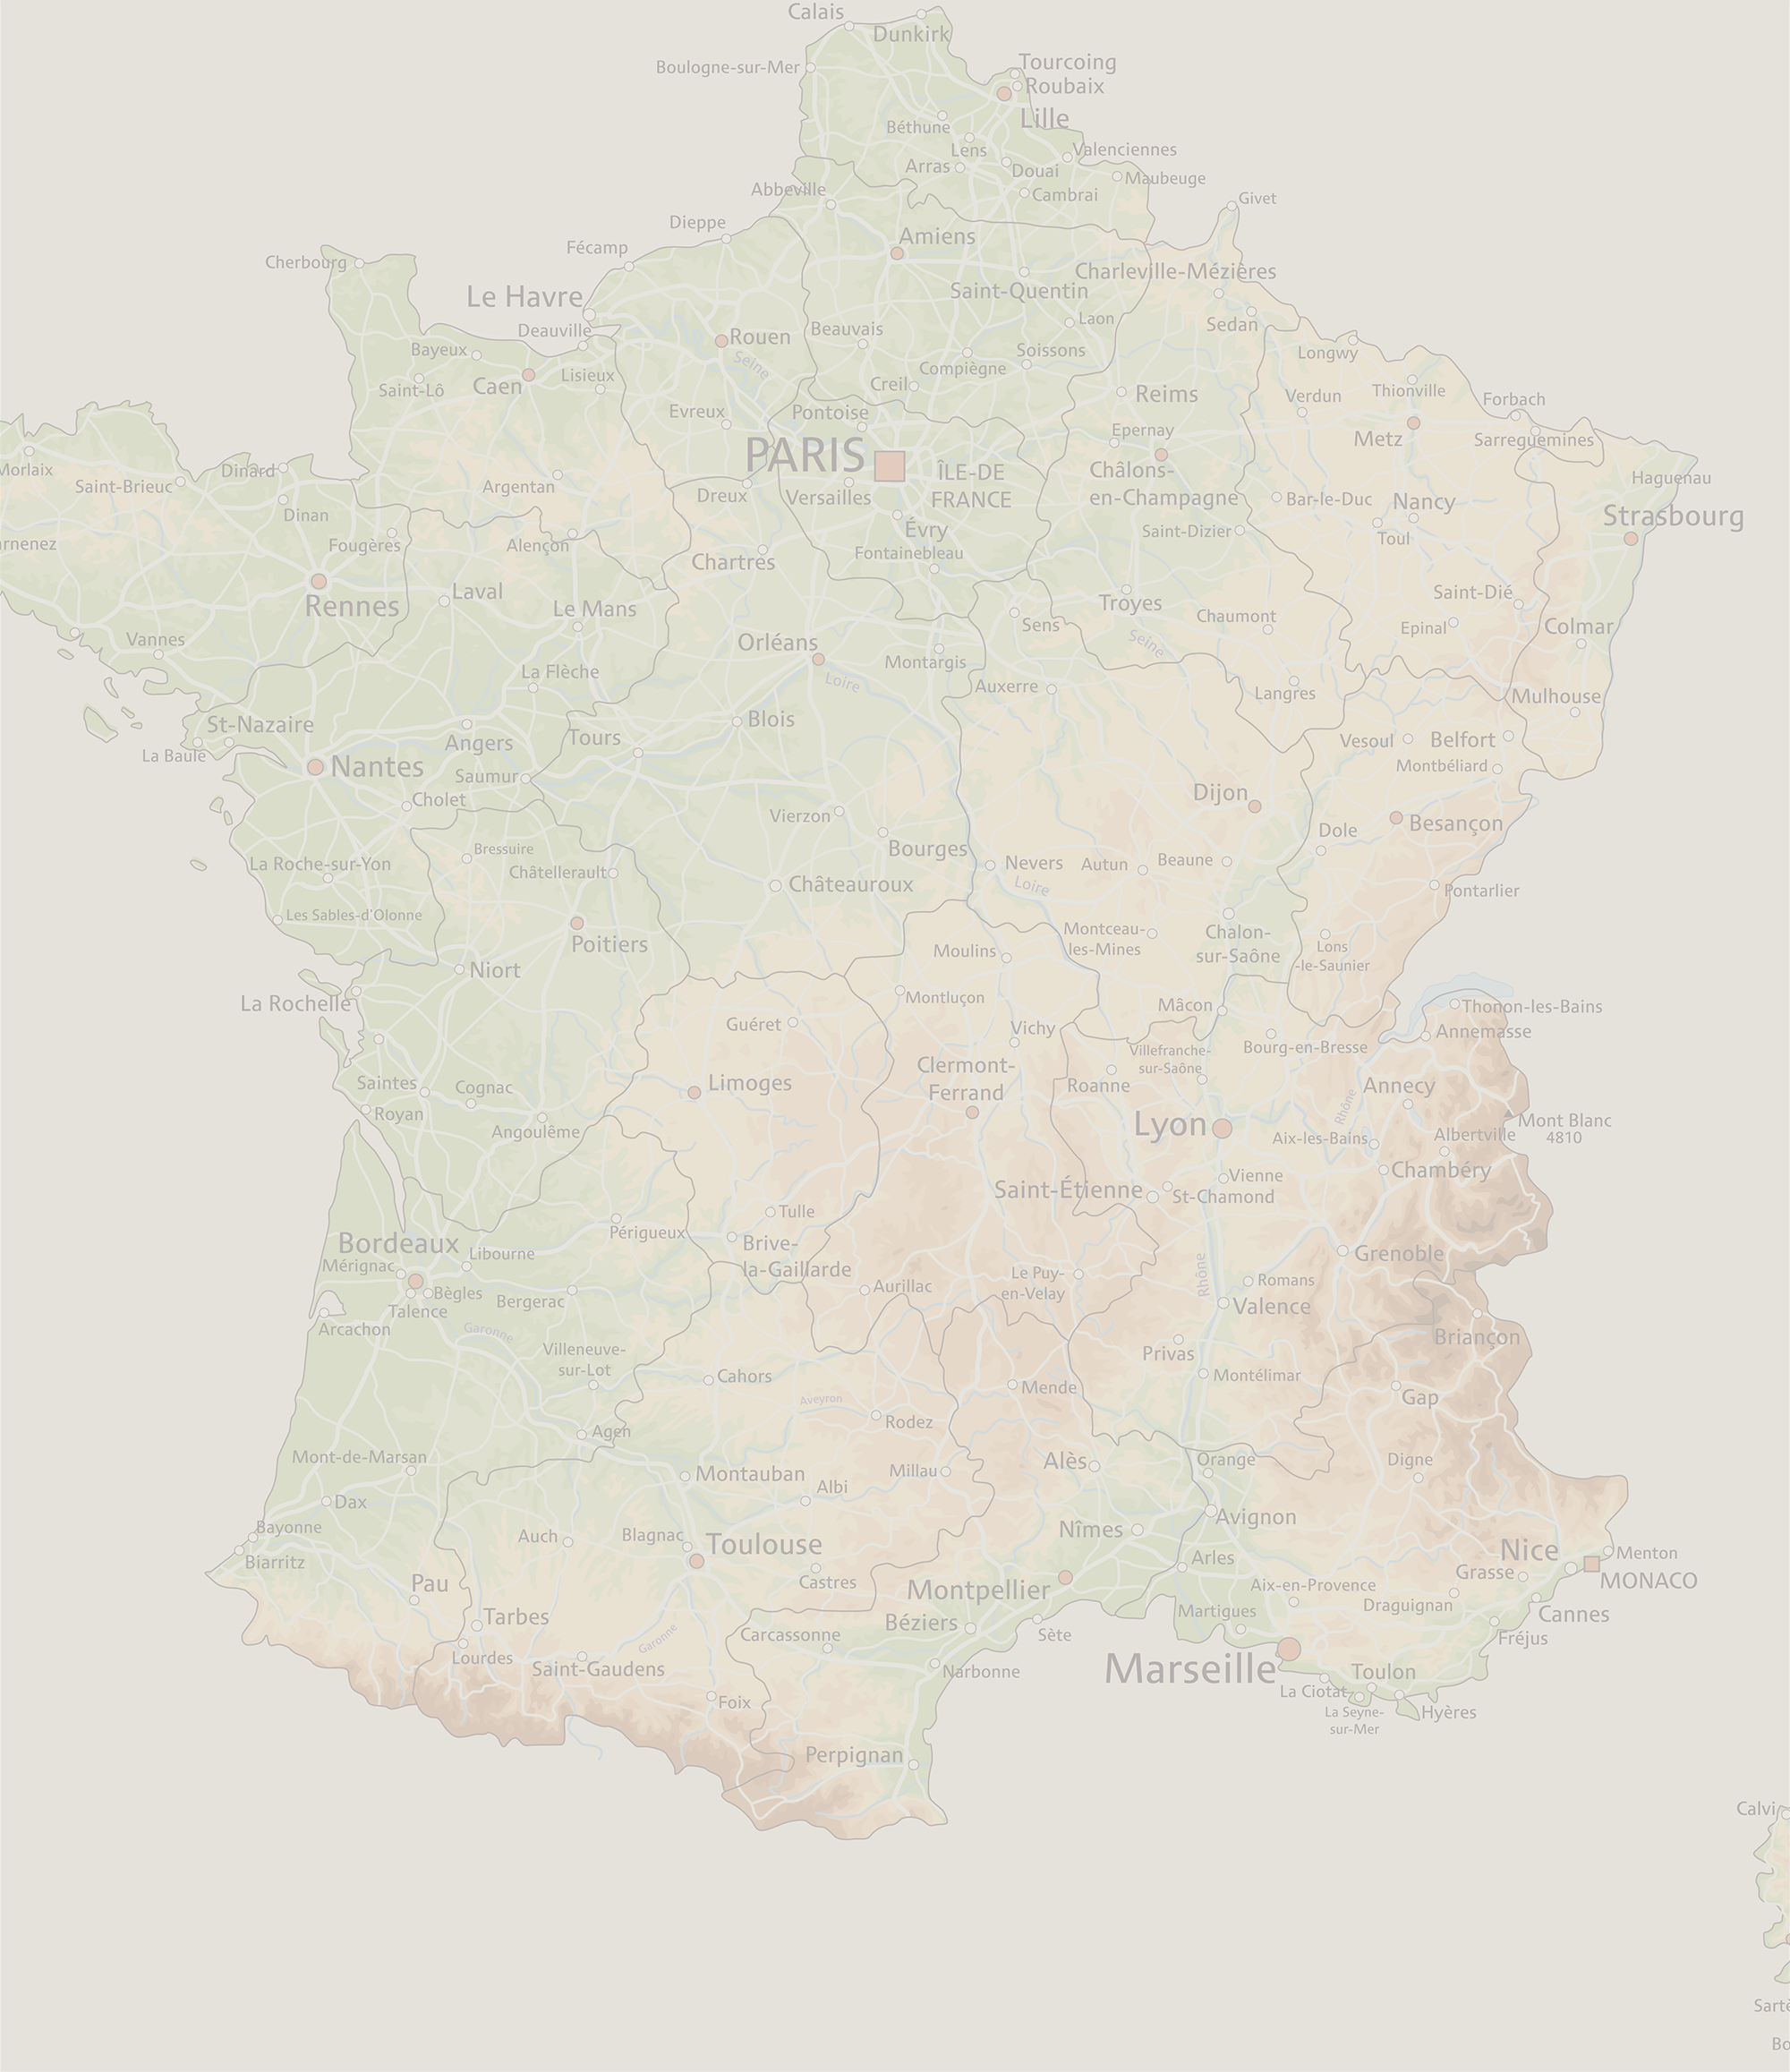 Calais
Dunkirk
Boulogne-sur-Mer
Tourcoing
Roubaix
Lille
Béthune
Lens
Valenciennes
Arras
Douai
Maubeuge
Abbeville
Cambrai
Givet
Dieppe
Amiens
Fécamp
Cherbourg
Charleville-Mézières
Le Havre
Saint-Quentin
Deauville
Rouen
Beauvais
Laon
Sedan
Bayeux
Seine
Compiègne
Soissons
Longwy
Saint-Lô
Caen
Lisieux
Creil
Reims
Verdun
Thionville
Forbach
Evreux
Pontoise
Epernay
Metz
Sarreguemines
PARIS
ÎLE-DE
FRANCE
Châlons-
en-Champagne
Morlaix
Dinard
Haguenau
Saint-Brieuc
Argentan
Dreux
Versailles
Bar-le-Duc
Nancy
Strasbourg
Dinan
Évry
Saint-Dizier
Toul
rnenez
Fougères
Alençon
Chartres
Fontainebleau
Rennes
Laval
Le Mans
Troyes
Chaumont
Saint-Dié
Sens
Epinal
Colmar
Vannes
Orléans
Montargis
Seine
La Flèche
Loire
Auxerre
Langres
Mulhouse
St-Nazaire
Blois
La Baule
Angers
Tours
Vesoul
Belfort
Nantes
Saumur
Montbéliard
Cholet
Vierzon
Dijon
Besançon
Bressuire
Bourges
Dole
La Roche-sur-Yon
Châtellerault
Châteauroux
Nevers
Autun
Beaune
Loire
Pontarlier
Les Sables-d'Olonne
Poitiers
Moulins
Montceau-
les-Mines
Chalon-
sur-Saône
Lons
-le-Saunier
Niort
La Rochelle
Montluçon
Mâcon
Thonon-les-Bains
Guéret
Vichy
Annemasse
Villefranche-
sur-Saône
Bourg-en-Bresse
Saintes
Cognac
Limoges
Clermont-
Ferrand
Roanne
Annecy
Rhône
Royan
Angoulême
Lyon
Mont Blanc
4810
Aix-les-Bains
Albertville
Chambéry
Vienne
Saint-Étienne
St-Chamond
Tulle
Périgueux
Bordeaux
Libourne
Brive-
la-Gaillarde
Grenoble
Mérignac
Aurillac
Le Puy-
en-Velay
Rhône
Romans
Bègles
Talence
Bergerac
Valence
Arcachon
Garonne
Briançon
Villeneuve-
sur-Lot
Privas
Cahors
Mende
Montélimar
Aveyron
Gap
Rodez
Agen
Mont-de-Marsan
Montauban
Millau
Alès
Orange
Digne
Dax
Albi
Bayonne
Auch
Blagnac
Toulouse
Nîmes
Avignon
Biarritz
Arles
Nice
Menton
Pau
Castres
Montpellier
Aix-en-Provence
Grasse
MONACO
Tarbes
Béziers
Martigues
Draguignan
Cannes
Carcassonne
Sète
Fréjus
Garonne
Lourdes
Saint-Gaudens
Narbonne
Marseille
Toulon
La Ciotat
Foix
La Seyne-
sur-Mer
Hyères
Perpignan
Calvi
Sartè
Bo